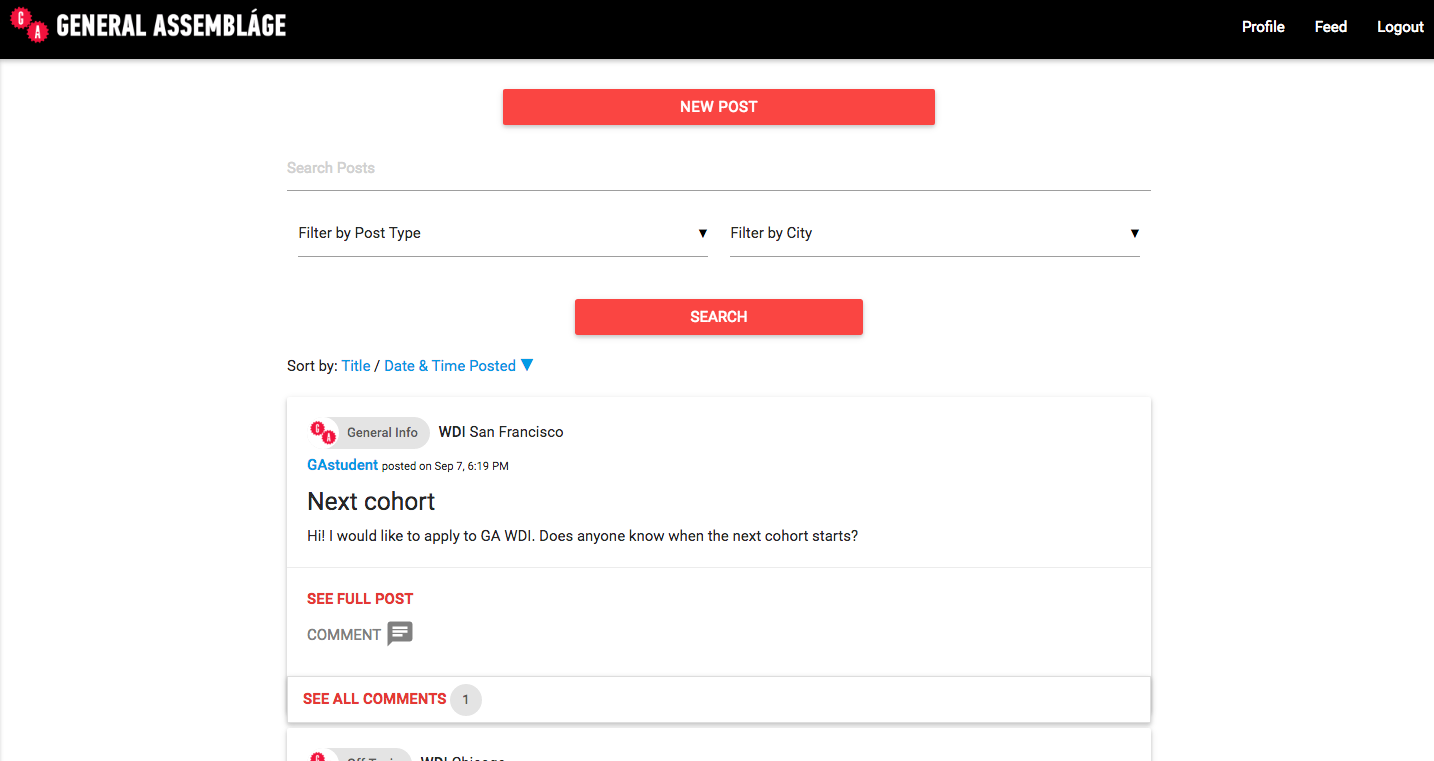 GENERAL ASSEMBLÁGE
Profile Feed Logout
NEW POST
Search Posts
Filter by Post Type ▼ Filter by City ▼
SEARCH
Sort by: Title / Date & Time Posted ▼
G A General Info WDI San Francisco
GAstudent posted on Sep 7, 6:19 PM
Next cohort
Hi! I would like to apply to GA WDI. Does anyone know when the next cohort starts?
SEE FULL POST
COMMENT
SEE ALL COMMENTS 1
WDI Chicago